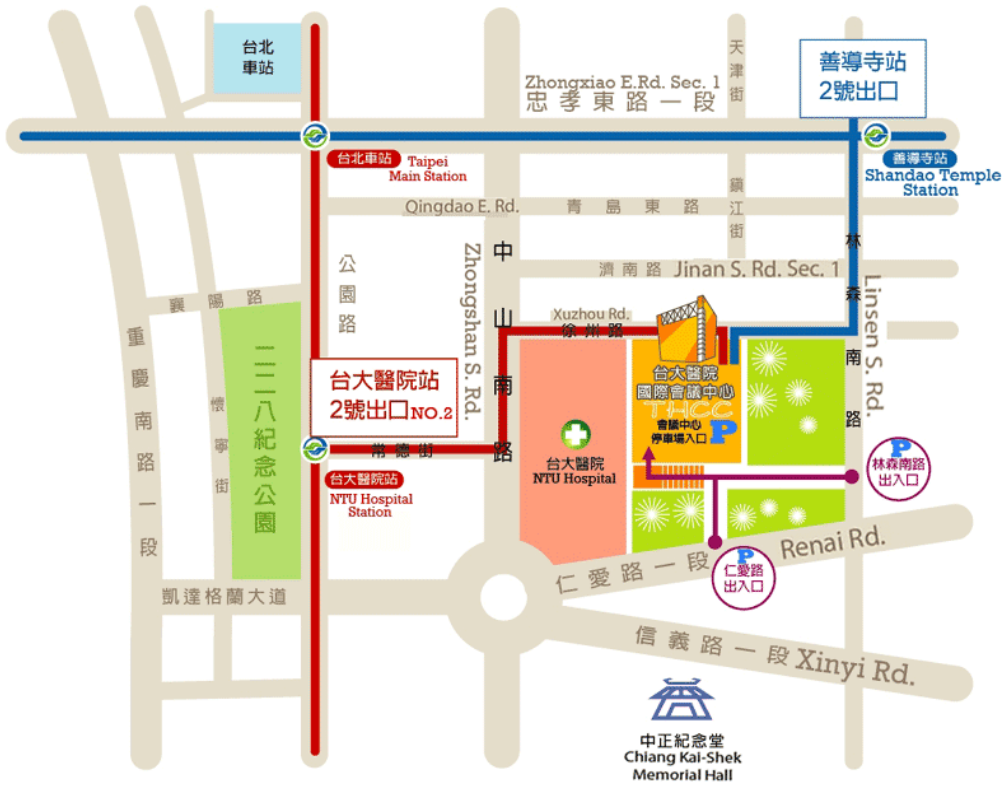 台北
車站
天津街
Zhongxiao E.Rd. Sec. 1
忠孝東路一段
善導寺站
2號出口
台北車站
Taipei
Main Station
善導寺站
Shandao Temple
Station
Qingdao E. Rd.
青島東路
鎮江街
林森南路
Linsen S. Rd.
公園路
Zhongshan S. Rd.
中山南路
濟南路 Jinan S. Rd. Sec. 1
襄陽路
Xuzhou Rd.
徐州路
重慶南路一段
懷寧街
二二八紀念公園
台大醫院站
2號出口NO.2
常德街
台大醫院站
NTU Hospital
Station
台大醫院
國際會議中心
THCC
會議中心
停車場入口
P
台大醫院
NTU Hospital
P
林森南路
出入口
P
仁愛路
出入口
仁愛路一段 Renai Rd.
凱達格蘭大道
信義路一段 Xinyi Rd.
中正紀念堂
Chiang Kai-Shek
Memorial Hall